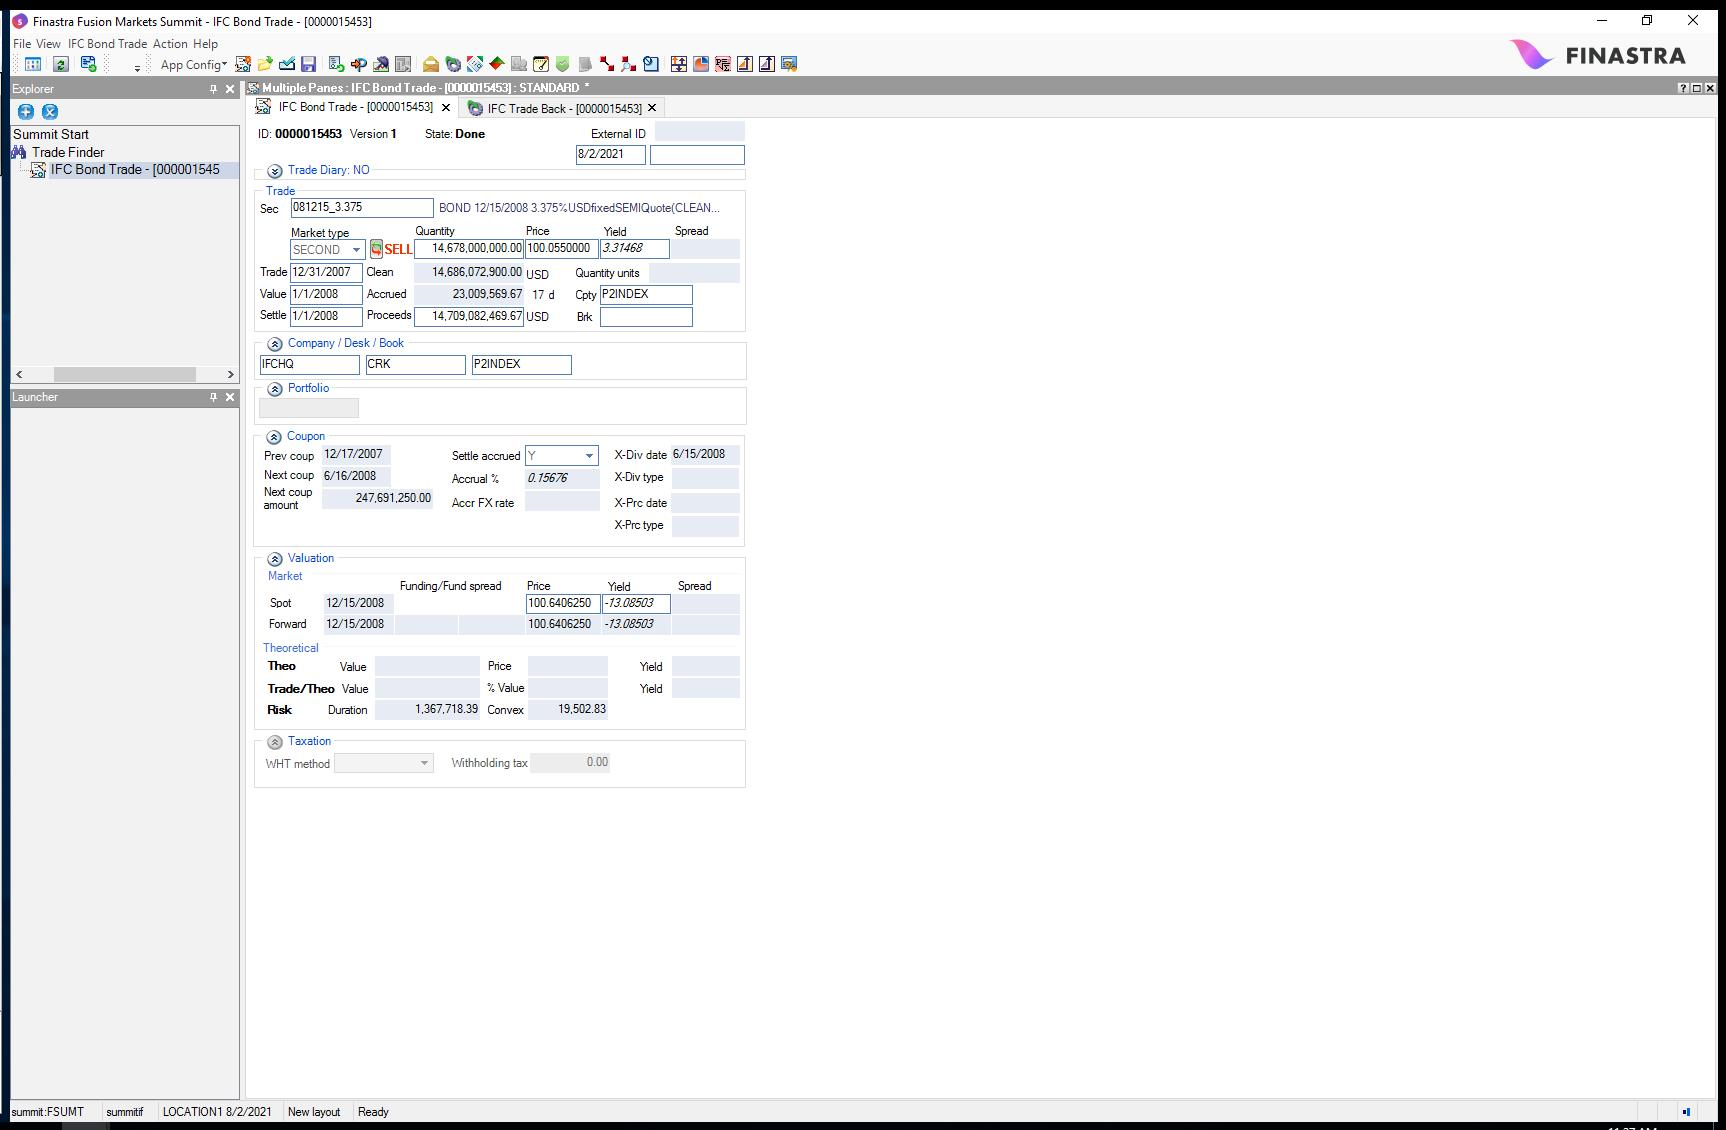 Finastra Fusion Markets Summit - IFC Bond Trade - [0000015453]
File View IFC Bond Trade Action Help
App Config
FINASTRA
Explorer
Multiple Panes : IFC Bond Trade - [0000015453] : STANDARD *
IFC Bond Trade - [0000015453]
IFC Trade Back - [0000015453]
Summit Start
Trade Finder
IFC Bond Trade - [000001545
Launcher
ID: 0000015453 Version 1 State: Done External ID
8/2/2021
Trade Diary: NO
Trade
Sec 081215_3.375 BOND 12/15/2008 3.375%USDfixedSEMIQuote(CLEAN...
Market type Quantity Price Yield Spread
SECOND SELL 14,678,000,000.00 100.0550000 3.31468
Trade 12/31/2007 Clean 14,686,072,900.00 USD Quantity units
Value 1/1/2008 Accrued 23,009,569.67 17 d Cpty P2INDEX
Settle 1/1/2008 Proceeds 14,709,082,469.67 USD Brk
Company / Desk / Book
IFCHQ CRK P2INDEX
Portfolio
Coupon
Prev coup 12/17/2007 Settle accrued Y X-Div date 6/15/2008
Next coup 6/16/2008 Accrual % 0.15676 X-Div type
Next coup amount 247,691,250.00 Accr FX rate X-Prc date
X-Prc type
Valuation
Market
Funding/Fund spread Price Yield Spread
Spot 12/15/2008 100.6406250 -13.08503
Forward 12/15/2008 100.6406250 -13.08503
Theoretical
Theo Value Price Yield
Trade/Theo Value % Value Yield
Risk Duration 1,367,718.39 Convex 19,502.83
Taxation
WHT method Withholding tax 0.00
summit:FSUMT summitif LOCATION1 8/2/2021 New layout Ready